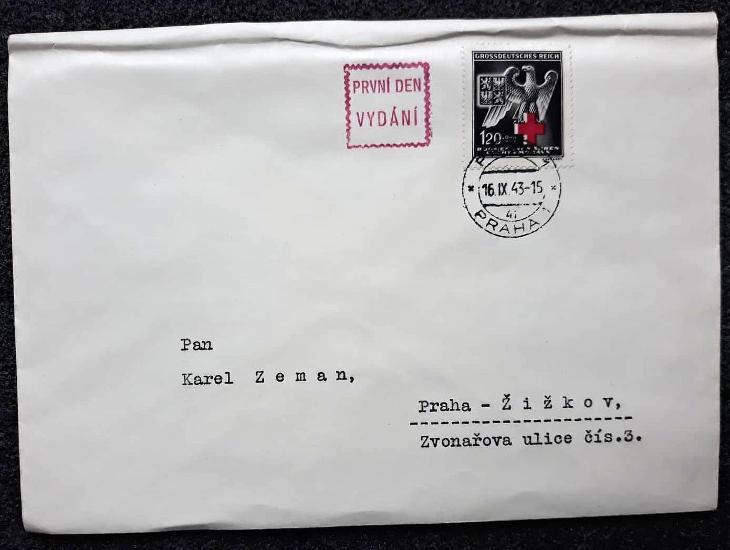 PRVNÍ DEN
VYDÁNÍ
GROSSDEUTSCHES REICH
1.20
16.IX.43-15
41
PRAHA 1
Pan
Karel Zeman,
Praha - Žižkov,
Zvonařova ulice čís.3.